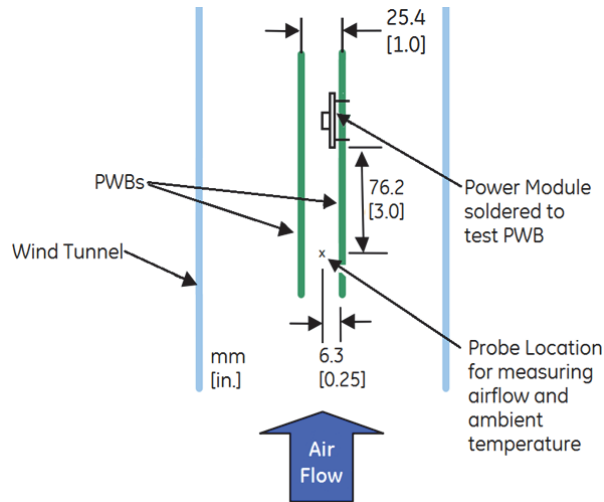 25.4
[1.0]
PWBs
76.2
[3.0]
Power Module
soldered to
test PWB
Wind Tunnel
x
mm
[in.]
6.3
[0.25]
Probe Location
for measuring
airflow and
ambient
temperature
Air
Flow